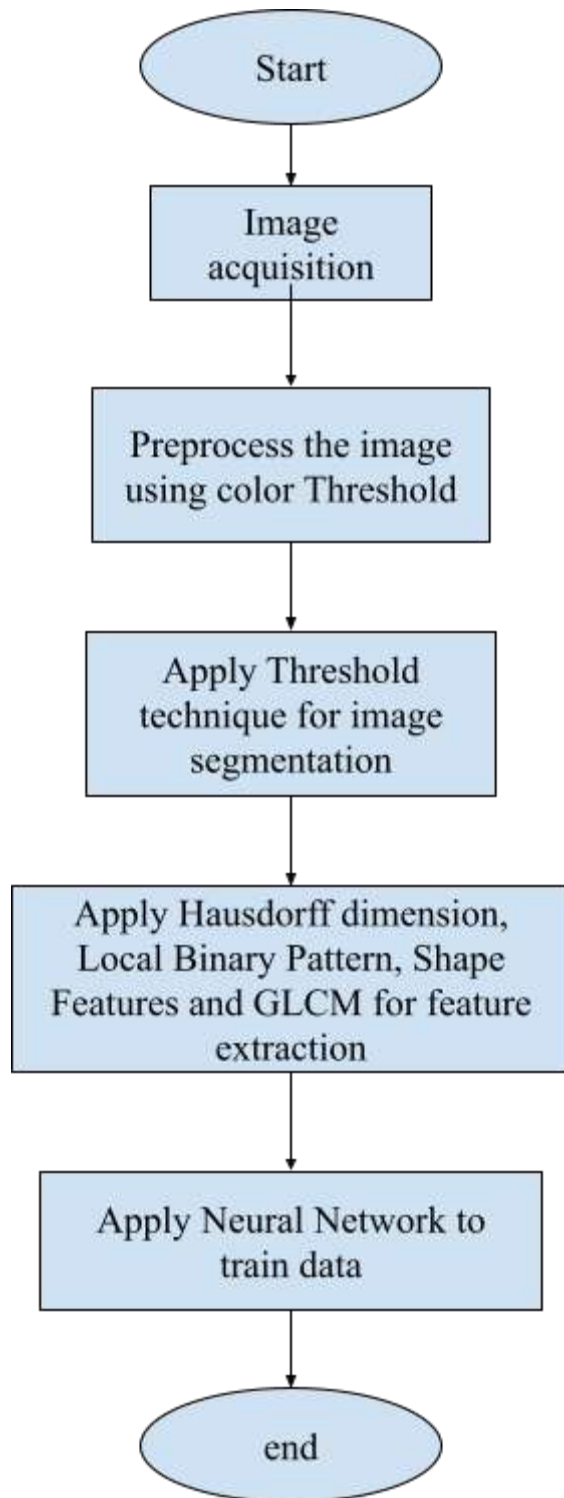 Start
Image
acquisition
Preprocess the image
using color Threshold
Apply Threshold
technique for image
segmentation
Apply Hausdorff dimension,
Local Binary Pattern, Shape
Features and GLCM for feature
extraction
Apply Neural Network to
train data
end